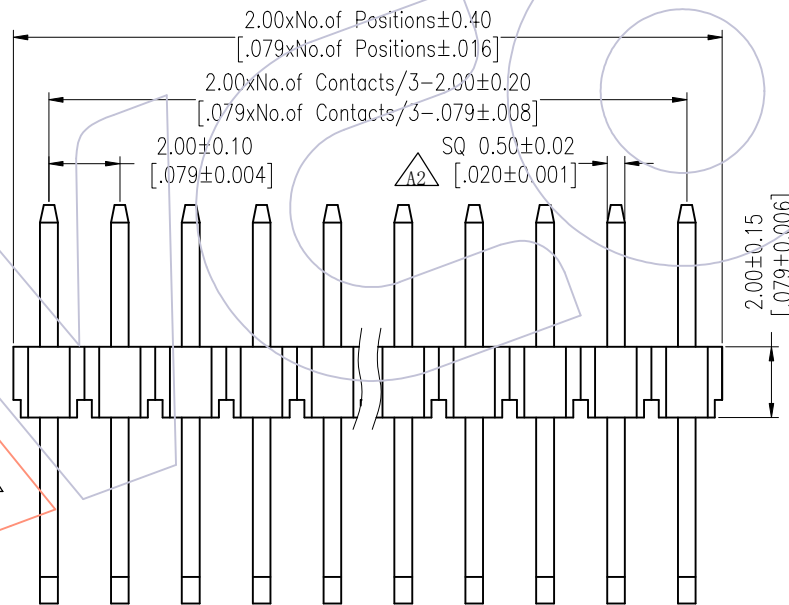 2.00xNo.of Positions±0.40
[.079xNo.of Positions±.016]
2.00xNo.of Contacts/3-2.00±0.20
[.079xNo.of Contacts/3-.079±.008]
2.00±0.10
[.079±0.004]
A2
SQ 0.50±0.02
[.020±0.001]
2.00±0.15
[.079±0.006]